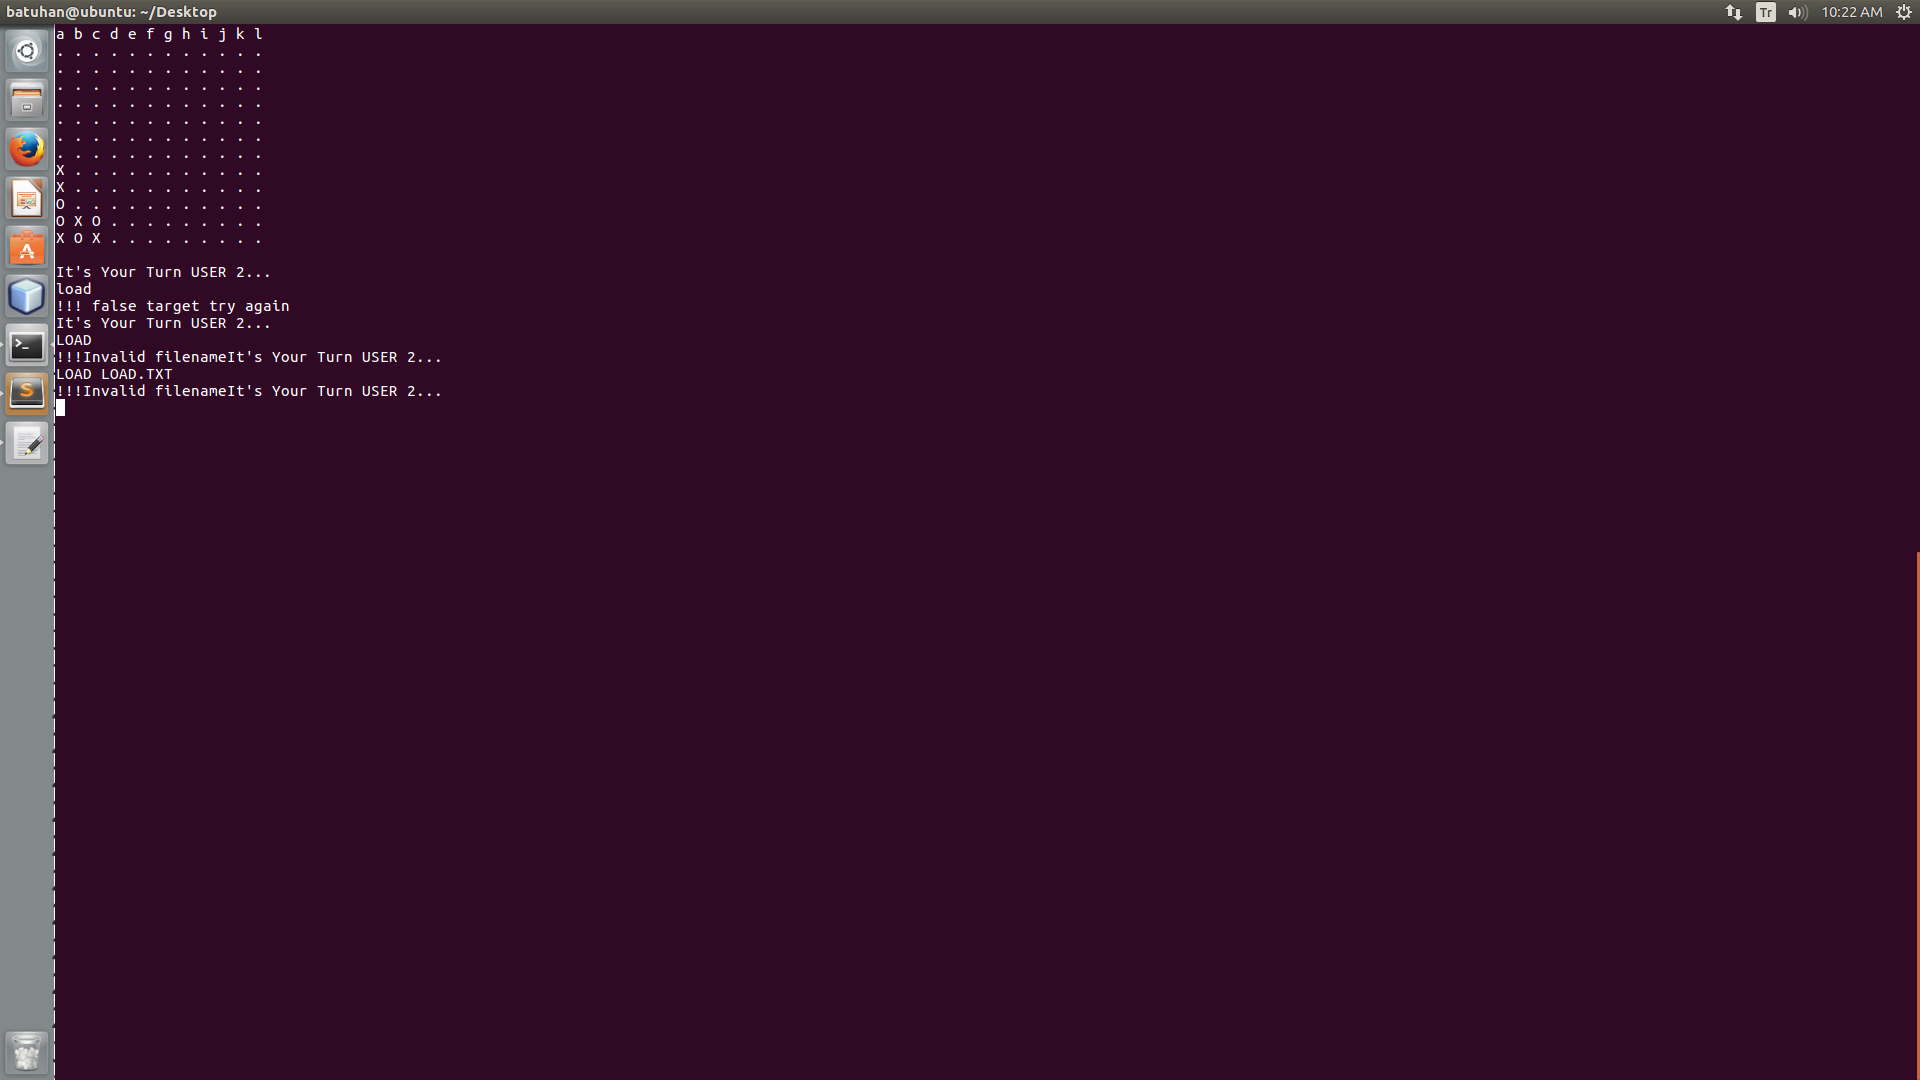 batuhan@ubuntu: ~/Desktop
Tr
10:22 AM
a b c d e f g h i j k l
. . . . . . . . . . . .
. . . . . . . . . . . .
. . . . . . . . . . . .
. . . . . . . . . . . .
. . . . . . . . . . . .
. . . . . . . . . . . .
. . . . . . . . . . . .
X . . . . . . . . . . .
X . . . . . . . . . . .
O . . . . . . . . . . .
O X O . . . . . . . . .
X O X . . . . . . . . .
It's Your Turn USER 2...
load
!!! false target try again
It's Your Turn USER 2...
LOAD
!!!Invalid filenameIt's Your Turn USER 2...
LOAD LOAD.TXT
!!!Invalid filenameIt's Your Turn USER 2...